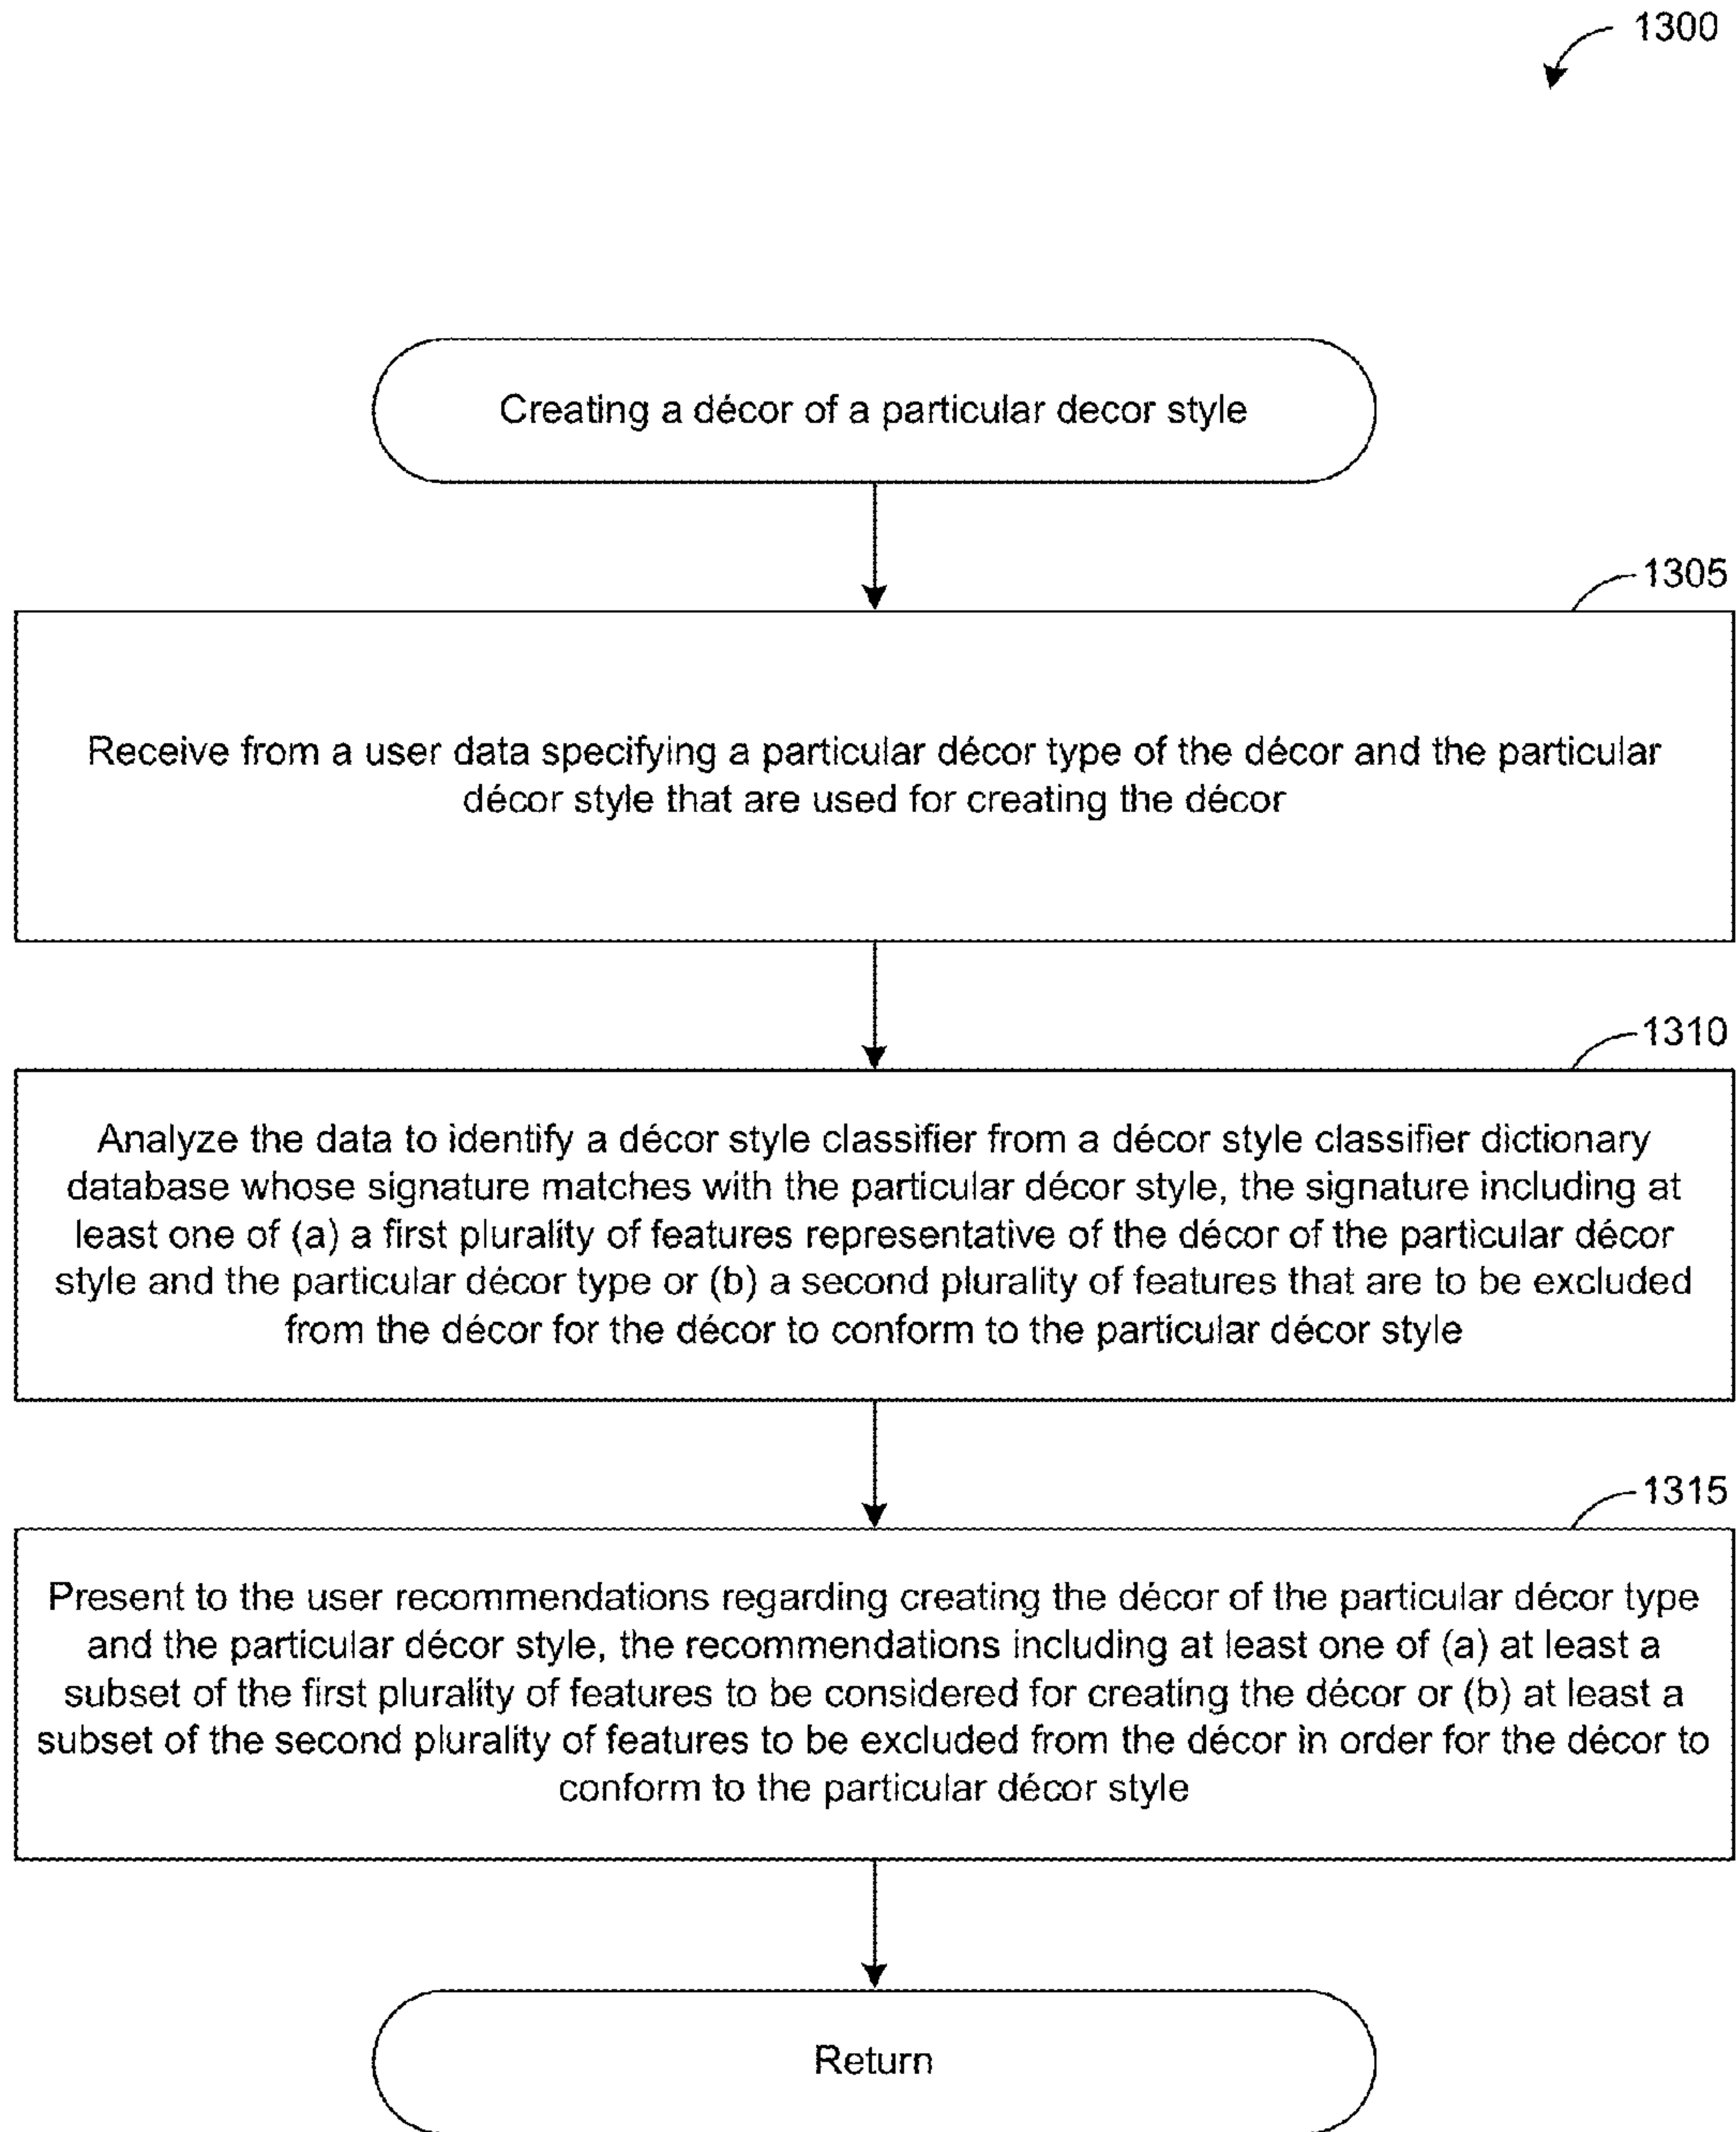 1300
Creating a décor of a particular decor style
1305
Receive from a user data specifying a particular décor type of the décor and the particular
décor style that are used for creating the décor
1310
Analyze the data to identify a décor style classifier from a décor style classifier dictionary
database whose signature matches with the particular décor style, the signature including at
least one of (a) a first plurality of features representative of the décor of the particular décor
style and the particular décor type or (b) a second plurality of features that are to be excluded
from the décor for the décor to conform to the particular décor style
1315
Present to the user recommendations regarding creating the décor of the particular décor type
and the particular décor style, the recommendations including at least one of (a) at least a
subset of the first plurality of features to be considered for creating the décor or (b) at least a
subset of the second plurality of features to be excluded from the décor in order for the décor to
conform to the particular décor style
Return